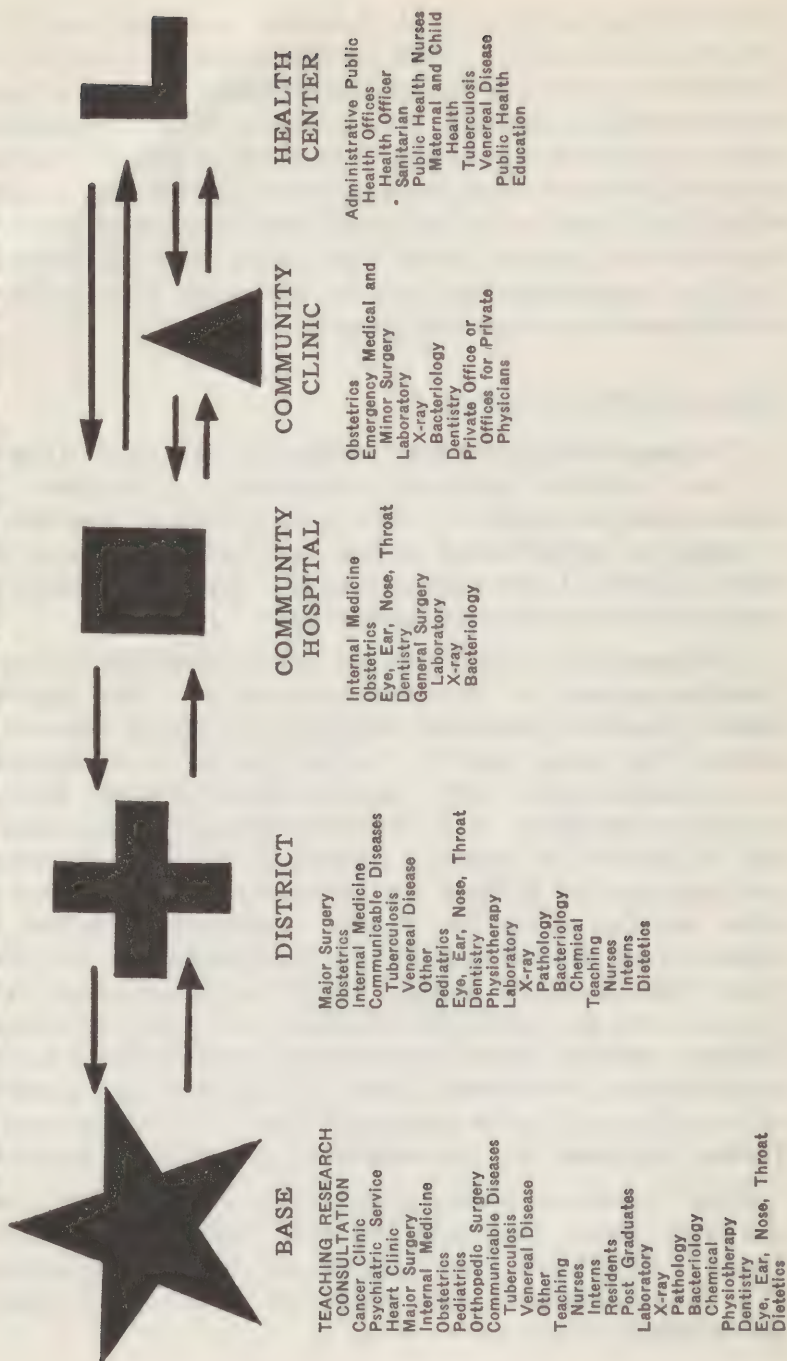 BASE
TEACHING RESEARCH
CONSULTATION
Cancer Clinic
Psychiatric Service
Heart Clinic
Major Surgery
Internal Medicine
Obstetrics
Pediatrics
Orthopedic Surgery
Communicable Diseases
Tuberculosis
Venereal Disease
Other
Teaching
Nurses
Interns
Residents
Post Graduates
Laboratory
X-ray
Pathology
Bacteriology
Chemical
Physiotherapy
Dentistry
Eye, Ear, Nose, Throat
Dietetics
DISTRICT
Major Surgery
Obstetrics
Internal Medicine
Communicable Diseases
Tuberculosis
Venereal Disease
Other
Pediatrics
Eye, Ear, Nose, Throat
Dentistry
Physiotherapy
Laboratory
X-ray
Pathology
Bacteriology
Chemical
Teaching
Nurses
Interns
Dietetics
COMMUNITY
HOSPITAL
Internal Medicine
Obstetrics
Eye, Ear, Nose, Throat
Dentistry
General Surgery
Laboratory
X-ray
Bacteriology
COMMUNITY
CLINIC
Obstetrics
Emergency Medical and
Minor Surgery
Laboratory
X-ray
Bacteriology
Dentistry
Private Office or
Offices for Private
Physicians
HEALTH
CENTER
Administrative Public
Health Offices
Health Officer
Sanitarian
Public Health Nurses
Maternal and Child
Health
Tuberculosis
Venereal Disease
Public Health
Education